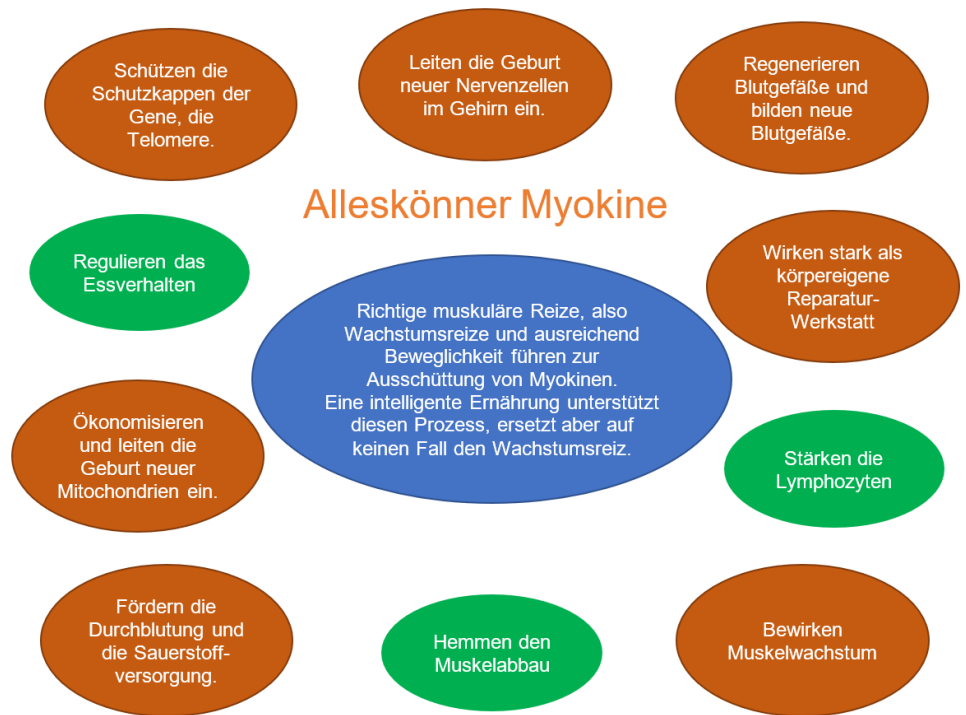 Schützen die
Schutzkappen der
Gene, die
Telomere.
Leiten die Geburt
neuer Nervenzellen
im Gehirn ein.
Regenerieren
Blutgefäße und
bilden neue
Blutgefäße.
Alleskönner Myokine
Regulieren das
Essverhalten
Wirken stark als
körpereigene
Reparatur-
Werkstatt
Richtige muskuläre Reize, also
Wachstumsreize und ausreichend
Beweglichkeit führen zur
Ausschüttung von Myokinen.
Eine intelligente Ernährung unterstützt
diesen Prozess, ersetzt aber auf
keinen Fall den Wachstumsreiz.
Ökonomisieren
und leiten die
Geburt neuer
Mitochondrien ein.
Stärken die
Lymphozyten
Fördern die
Durchblutung und
die Sauerstoff-
versorgung.
Hemmen den
Muskelabbau
Bewirken
Muskelwachstum